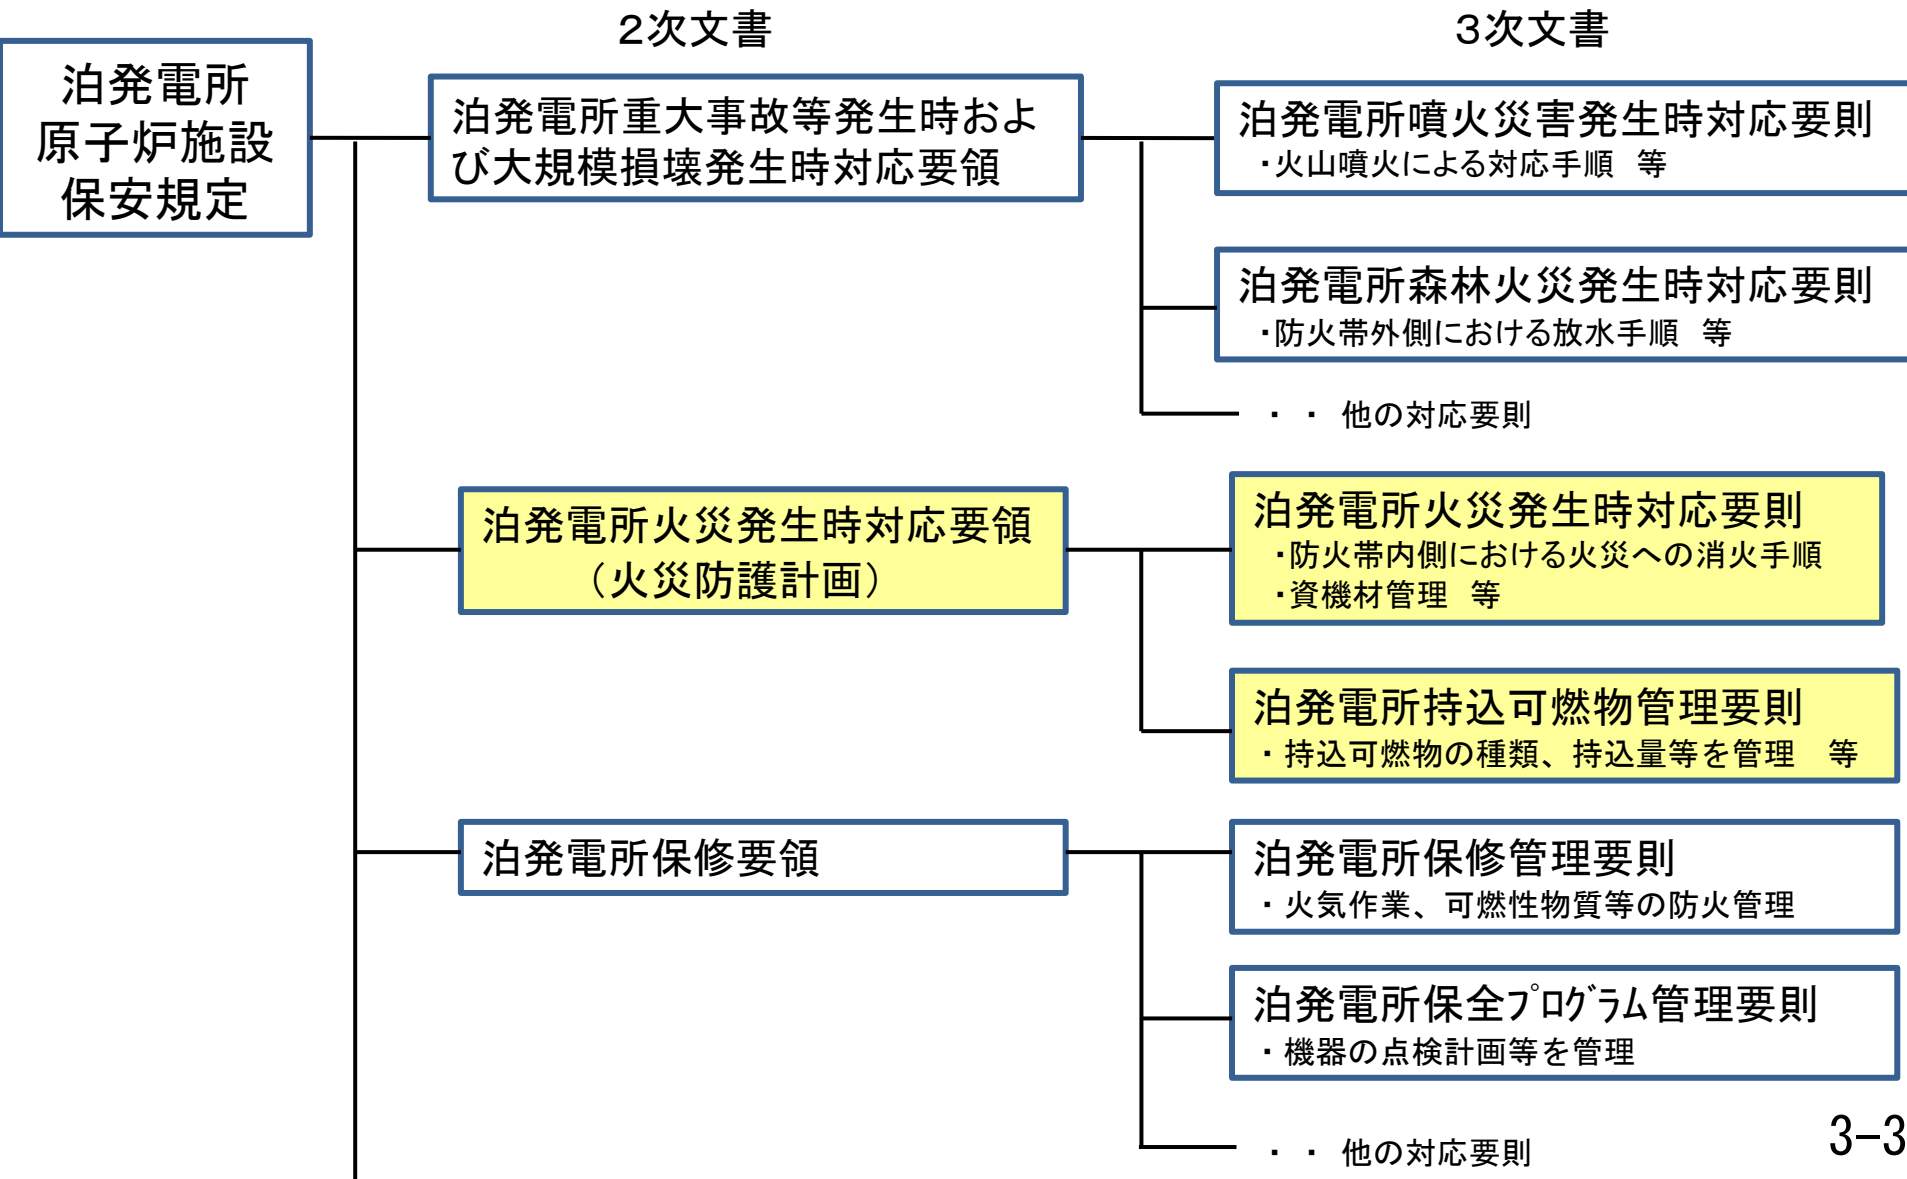 ２次文書
３次文書
泊発電所
原子炉施設
保安規定
泊発電所重大事故等発生時およ
び大規模損壊発生時対応要領
泊発電所噴火災害発生時対応要則
・火山噴火による対応手順　等
泊発電所森林火災発生時対応要則
・防火帯外側における放水手順　等
・・他の対応要則
泊発電所火災発生時対応要領
（火災防護計画）
泊発電所火災発生時対応要則
・防火帯内側における火災への消火手順
・資機材管理　等
泊発電所持込可燃物管理要則
・持込可燃物の種類、持込量等を管理　等
泊発電所保修要領
泊発電所保修管理要則
・火気作業、可燃性物質等の防火管理
泊発電所保全ﾌﾟﾛｸﾞﾗﾑ管理要則
・機器の点検計画等を管理
・・他の対応要則
3-3